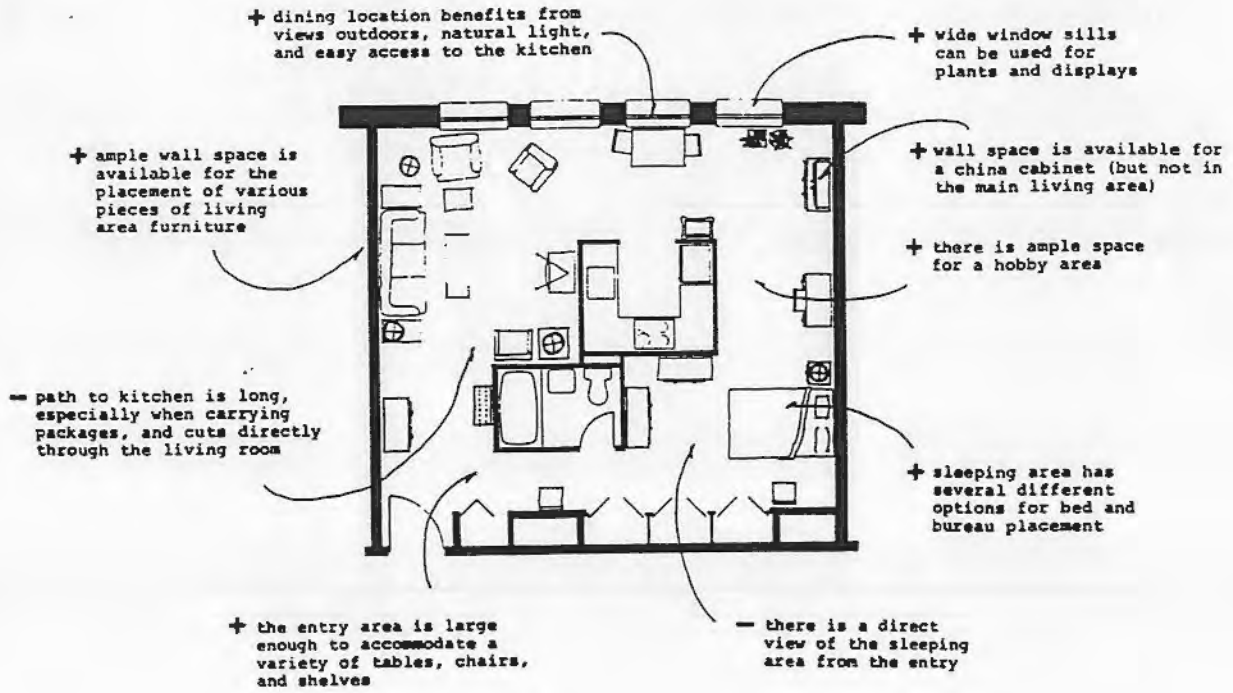 + dining location benefits from
views outdoors, natural light,
and easy access to the kitchen
+ wide window sills
can be used for
plants and displays
+ ample wall space is
available for the
placement of various
pieces of living
area furniture
+ wall space is available for
a china cabinet (but not in
the main living area)
+ there is ample space
for a hobby area
- path to kitchen is long,
especially when carrying
packages, and cuts directly
through the living room
+ sleeping area has
several different
options for bed and
bureau placement
+ the entry area is large
enough to accommodate a
variety of tables, chairs,
and shelves
- there is a direct
view of the sleeping
area from the entry